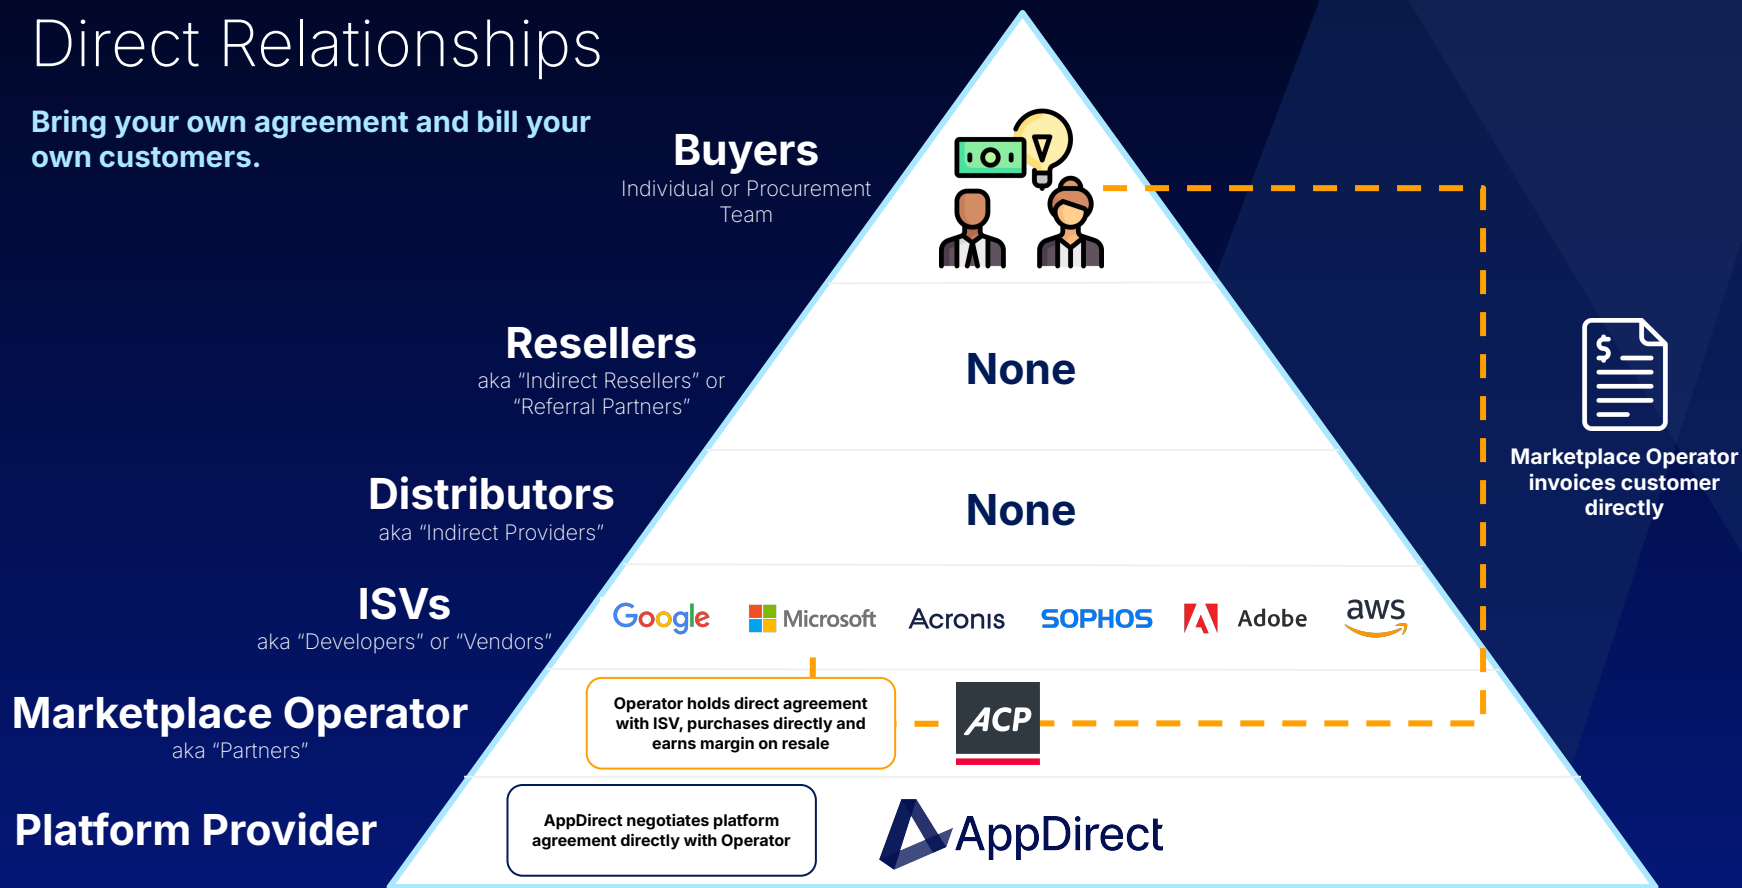 Direct Relationships
Bring your own agreement and bill your
own customers.
Buyers
Individual or Procurement
Team
Resellers
aka “Indirect Resellers” or
“Referral Partners”
None
Distributors
aka “Indirect Providers”
None
ISVs
aka “Developers” or “Vendors”
Google
Microsoft
Acronis
SOPHOS
Adobe
aws
Marketplace Operator
aka “Partners”
Operator holds direct agreement
with ISV, purchases directly and
earns margin on resale
ACP
Platform Provider
AppDirect negotiates platform
agreement directly with Operator
AppDirect
$
Marketplace Operator
invoices customer
directly